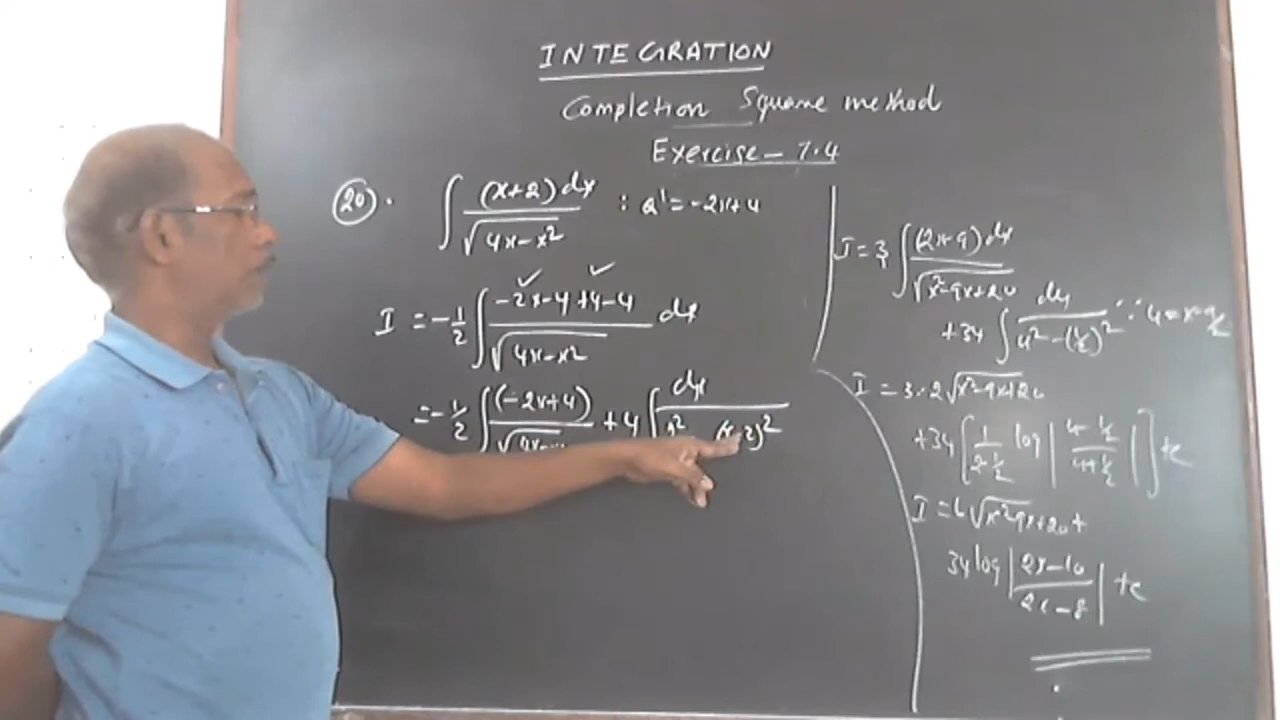 INTEGRATION
Completion Square method
Exercise - 7.4
20. ∫ (x+2) dx / √(4x-x²) : Q' = -2x+4
I = -1/2 ∫ (-2x-4+4-4) / √(4x-x²) dx
= -1/2 ∫ (-2x+4) / + 4 ∫ dx / 2² (x-2)²
I = 3 ∫ (2x-9) dx / √(x²-9x+20)
+34 ∫ du / u²-(1/2)² ∵ u = x-9/2
I = 3·2 √(x²-9x+20)
+34 [ 1 / 2·1/2 log | u-1/2 / u+1/2 | ] +c
I = 6 √(x²-9x+20) +
34 log | 2x-10 / 2x-8 | +c